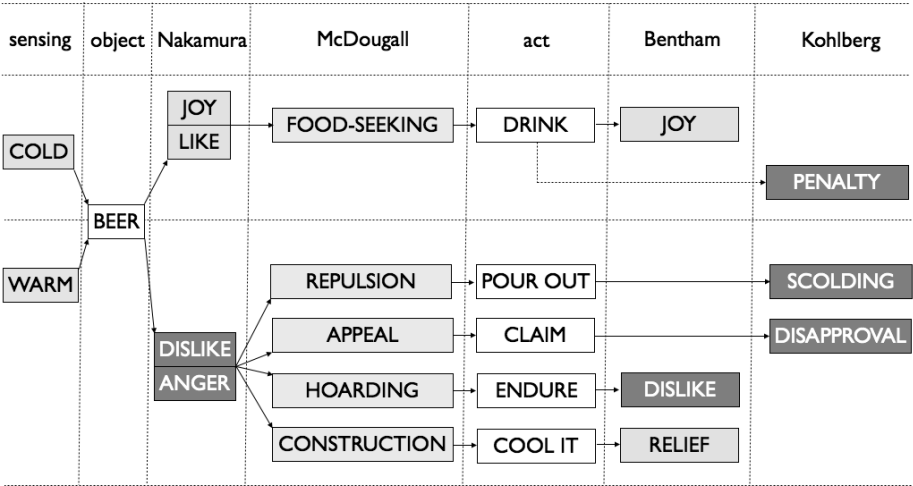 sensing object Nakamura McDougall act Bentham Kohlberg
JOY
FOOD-SEEKING DRINK JOY
LIKE
COLD
PENALTY
BEER
WARM REPULSION POUR OUT SCOLDING
DISLIKE APPEAL CLAIM DISAPPROVAL
ANGER HOARDING ENDURE DISLIKE
CONSTRUCTION COOL IT RELIEF